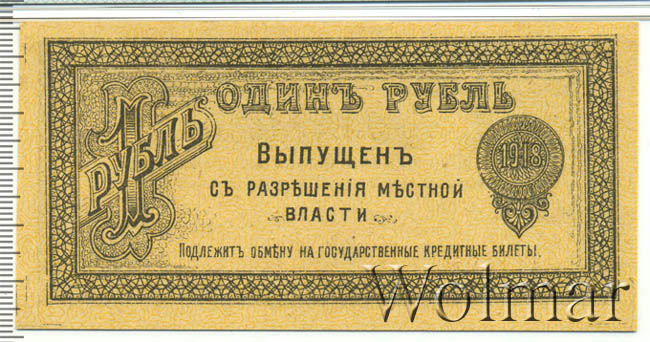 1 РУБЛЬ
ОДИНЪ РУБЛЬ
ВЫПУЩЕНЪ
СЪ РАЗРѢШЕНІЯ МѢСТНОЙ
ВЛАСТИ
1918
ПОДЛЕЖИТЪ ОБМѢНУ НА ГОСУДАРСТВЕННЫЕ КРЕДИТНЫЕ БИЛЕТЫ.
Wolmar